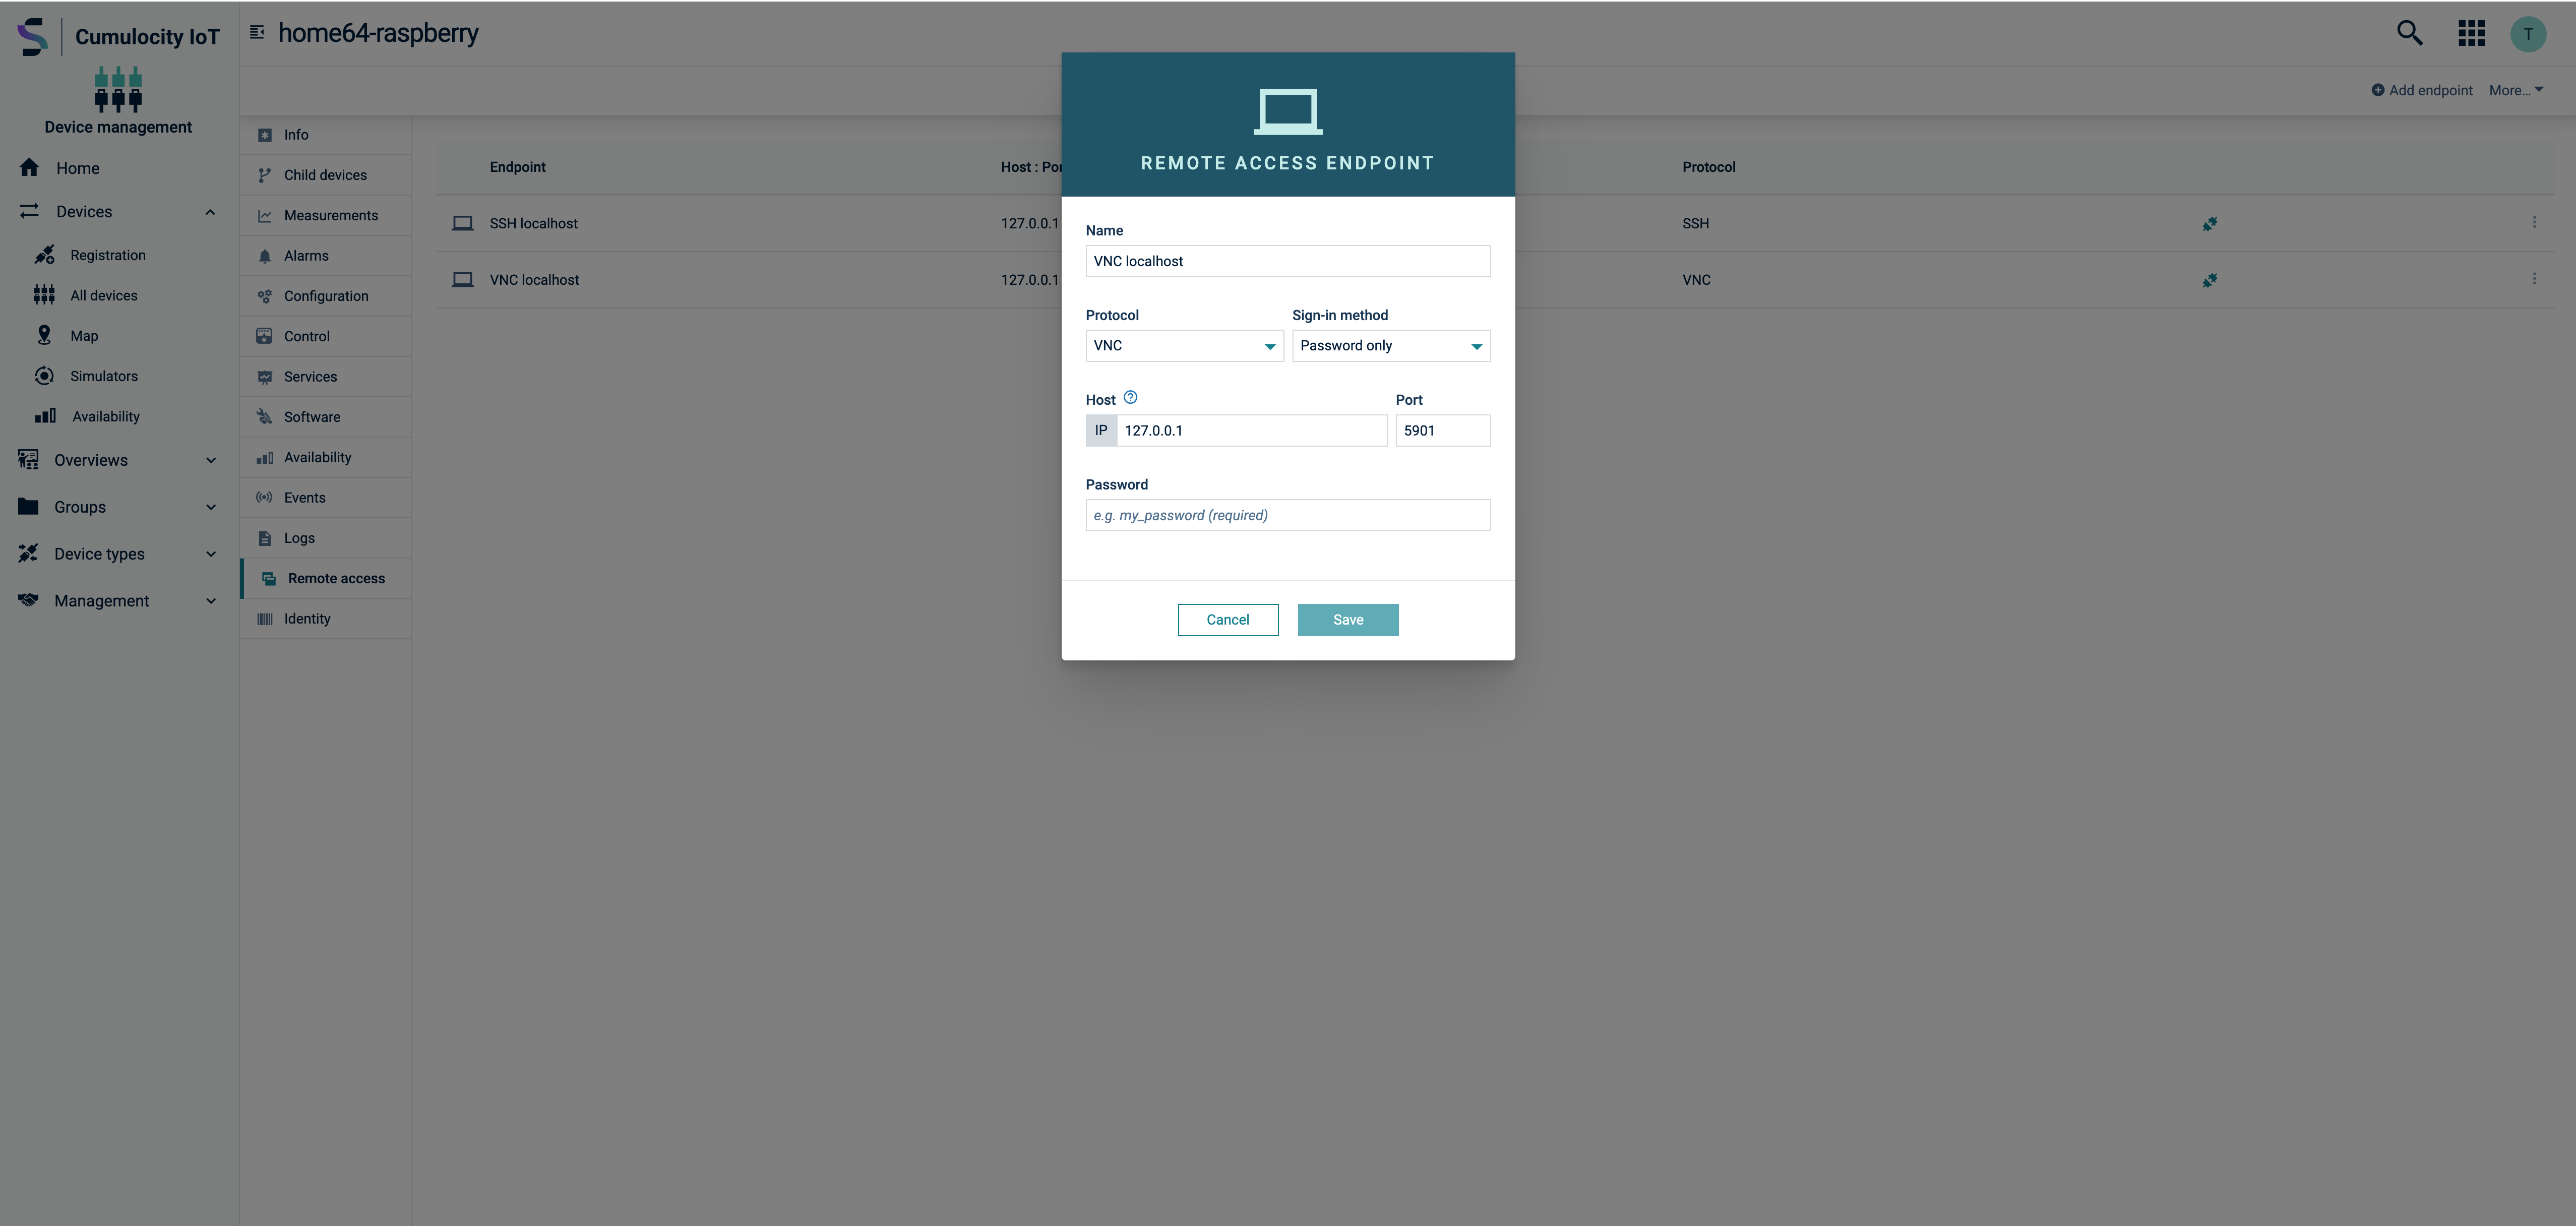 Cumulocity IoT
home64-raspberry
T
Device management
Add endpoint
More...
Home
Devices
Registration
All devices
Map
Simulators
Availability
Overviews
Groups
Device types
Management
Info
Child devices
Measurements
Alarms
Configuration
Control
Services
Software
Availability
Events
Logs
Remote access
Identity
Endpoint
Host : Por
Protocol
SSH localhost
127.0.0.1
SSH
VNC localhost
127.0.0.1
VNC
REMOTE ACCESS ENDPOINT
Name
VNC localhost
Protocol
Sign-in method
VNC
Password only
Host
Port
IP
127.0.0.1
5901
Password
e.g. my_password (required)
Cancel
Save